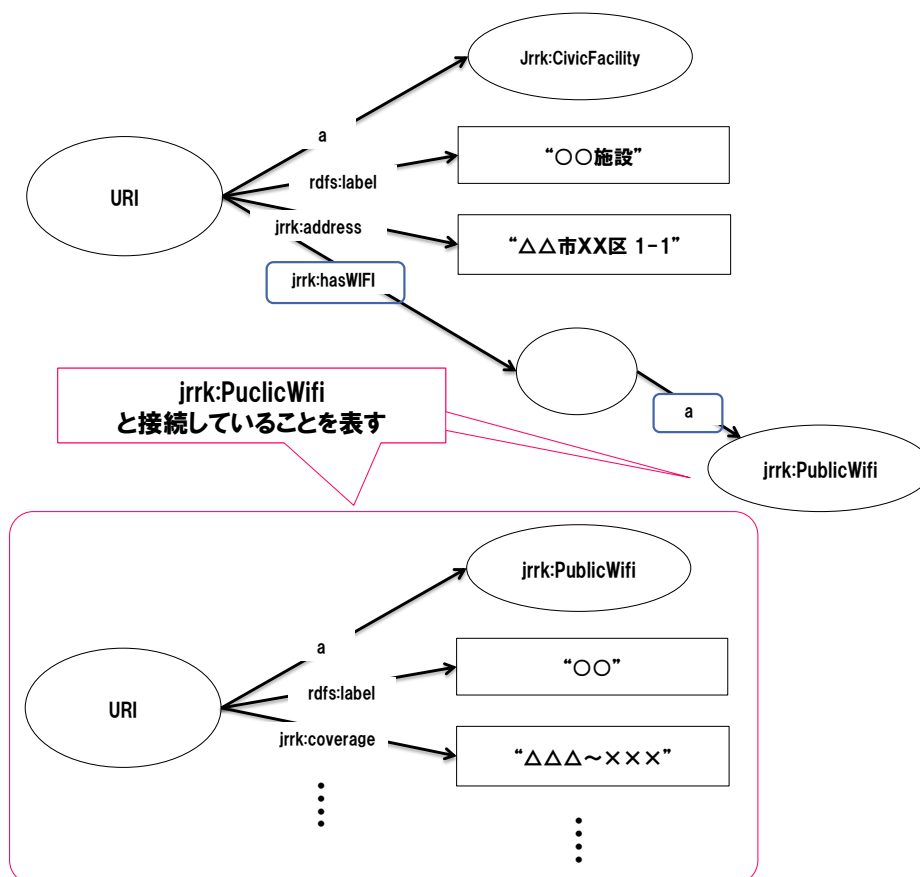 Jrrk:CivicFacility
a
“○○施設”
rdfs:label
URI
jrrk:address
“△△市XX区 1-1”
jrrk:hasWIFI
jrrk:PuclicWifi
と接続していることを表す
a
jrrk:PublicWifi
jrrk:PublicWifi
a
“○○”
rdfs:label
URI
jrrk:coverage
“△△△～×××”